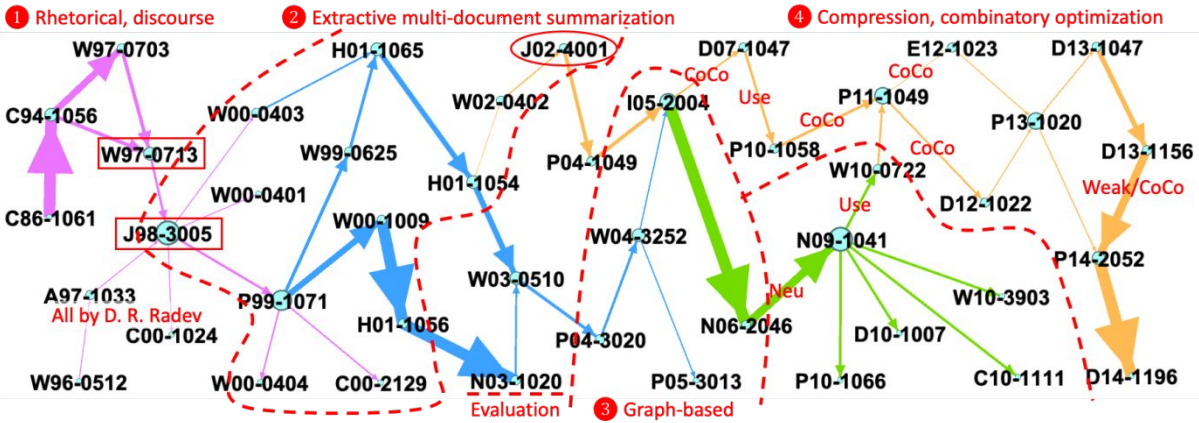 1 Rhetorical, discourse
2 Extractive multi-document summarization
4 Compression, combinatory optimization
W97-0703
H01-1065
J02-4001
D07-1047
E12-1023
D13-1047
CoCo
CoCo
C94-1056
W00-0403
W02-0402
I05-2004
Use
P11-1049
P13-1020
CoCo
W97-0713
W99-0625
P04-1049
P10-1058
CoCo
D13-1156
W10-0722
H01-1054
W00-0401
Weak/CoCo
C86-1061
W00-1009
Use
D12-1022
J98-3005
W04-3252
N09-1041
P14-2052
W03-0510
A97-1033
P99-1071
Neu
W10-3903
All by D. R. Radev
C00-1024
H01-1056
N06-2046
D10-1007
P04-3020
W96-0512
W00-0404
C00-2129
N03-1020
P05-3013
P10-1066
C10-1111
D14-1196
Evaluation
3 Graph-based